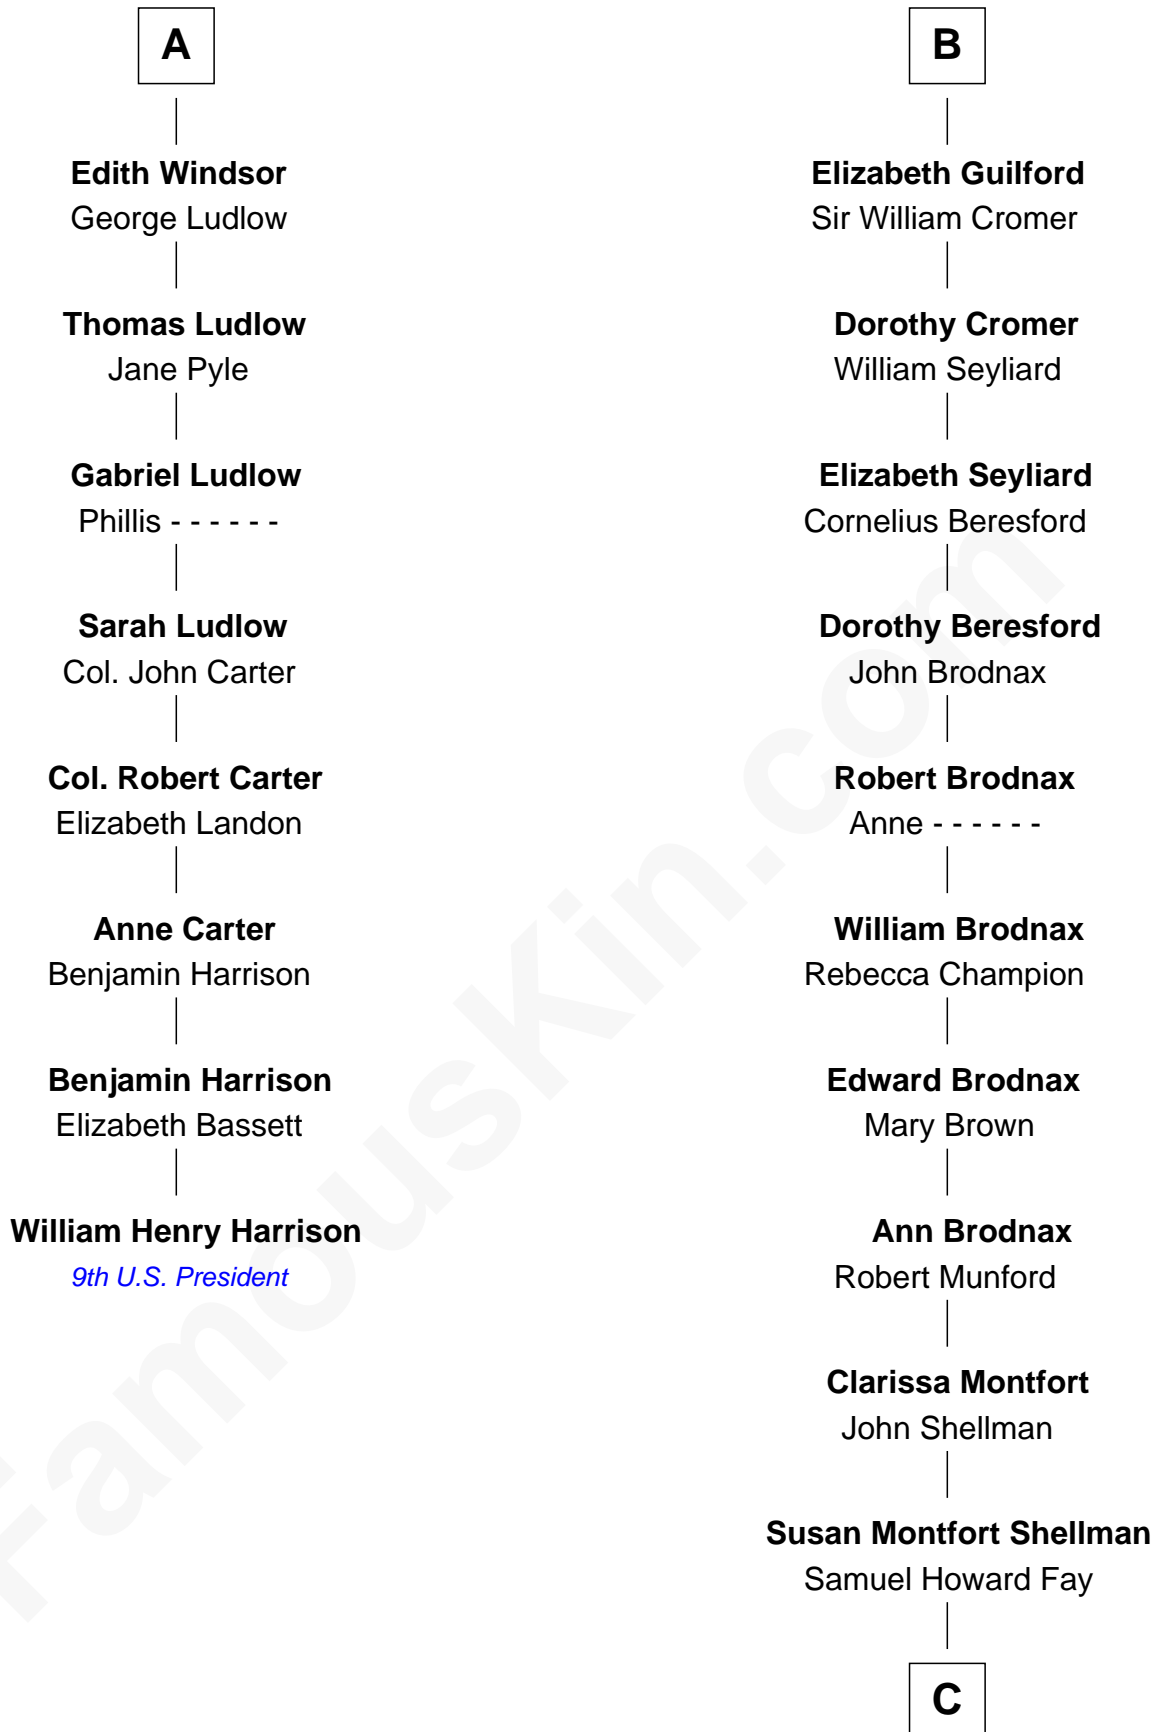 A
Edith Windsor
George Ludlow
Thomas Ludlow
Jane Pyle
Gabriel Ludlow
Phillis - - - - - -
Sarah Ludlow
Col. John Carter
Col. Robert Carter
Elizabeth Landon
Anne Carter
Benjamin Harrison
Benjamin Harrison
Elizabeth Bassett
William Henry Harrison
9th U.S. President
B
Elizabeth Guilford
Sir William Cromer
Dorothy Cromer
William Seyliard
Elizabeth Seyliard
Cornelius Beresford
Dorothy Beresford
John Brodnax
Robert Brodnax
Anne - - - - - -
William Brodnax
Rebecca Champion
Edward Brodnax
Mary Brown
Ann Brodnax
Robert Munford
Clarissa Montfort
John Shellman
Susan Montfort Shellman
Samuel Howard Fay
C
FamousKin.com